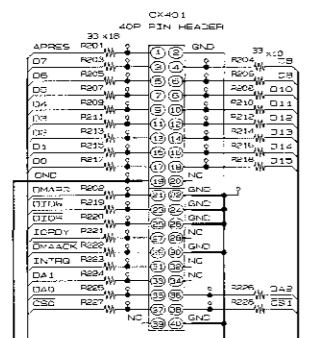 CX401
40P PIN HEADER
33 x18
APRES R201 1 2 GND
33 x10
D7 R203 3 4 R204 D8
D6 R205 5 6 D9
D5 R207 7 8 D10
D4 R209 9 10 R210 D11
D3 R211 11 12 R212 D12
D2 R213 13 14 R214 D13
D1 R215 15 16 R216 D14
D0 R217 17 18 R218 D15
GND 19 20 NC
DMARQ R202 21 22 GND ?
DIOW R219 23 24 GND
DIOR R220 25 26 GND
IORDY R221 27 28 NC
DMAACK R222 29 30 GND
INTRQ R223 31 32 NC
DA1 R224 33 34 NC
DA0 R225 35 36 R226 DA2
CS0 R227 37 38 R228 CS1
NC 39 40 GND